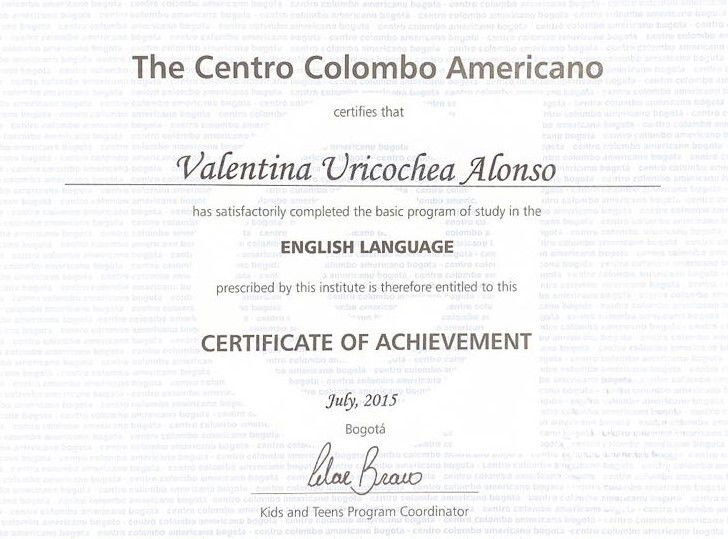 The Centro Colombo Americano
certifies that
Valentina Uricochea Alonso
has satisfactorily completed the basic program of study in the
ENGLISH LANGUAGE
prescribed by this institute is therefore entitled to this
CERTIFICATE OF ACHIEVEMENT
July, 2015
Bogotá
Pilar Bravo
Kids and Teens Program Coordinator